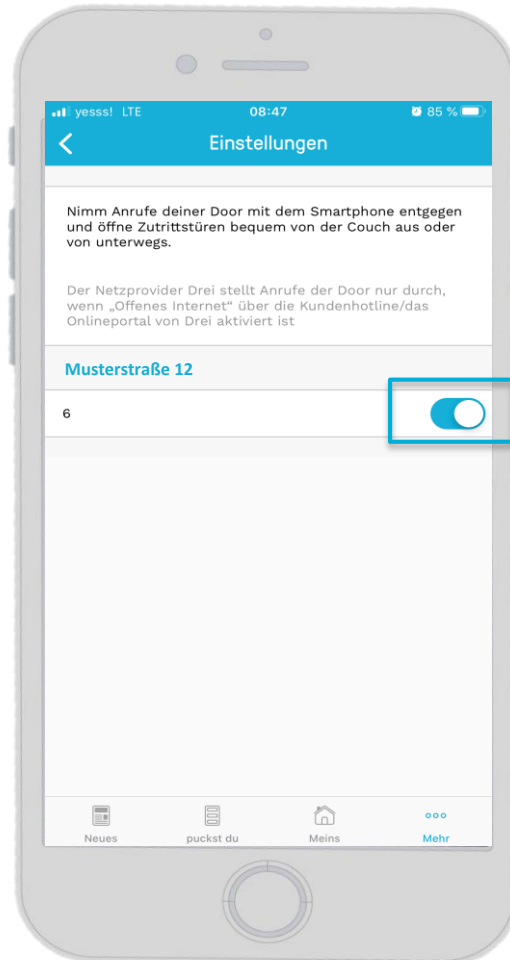 yesss! LTE 08:47 85 %
Einstellungen
Nimm Anrufe deiner Door mit dem Smartphone entgegen
und öffne Zutrittstüren bequem von der Couch aus oder
von unterwegs.
Der Netzprovider Drei stellt Anrufe der Door nur durch,
wenn „Offenes Internet“ über die Kundenhotline/das
Onlineportal von Drei aktiviert ist
Musterstraße 12
6
Neues puckst du Meins Mehr